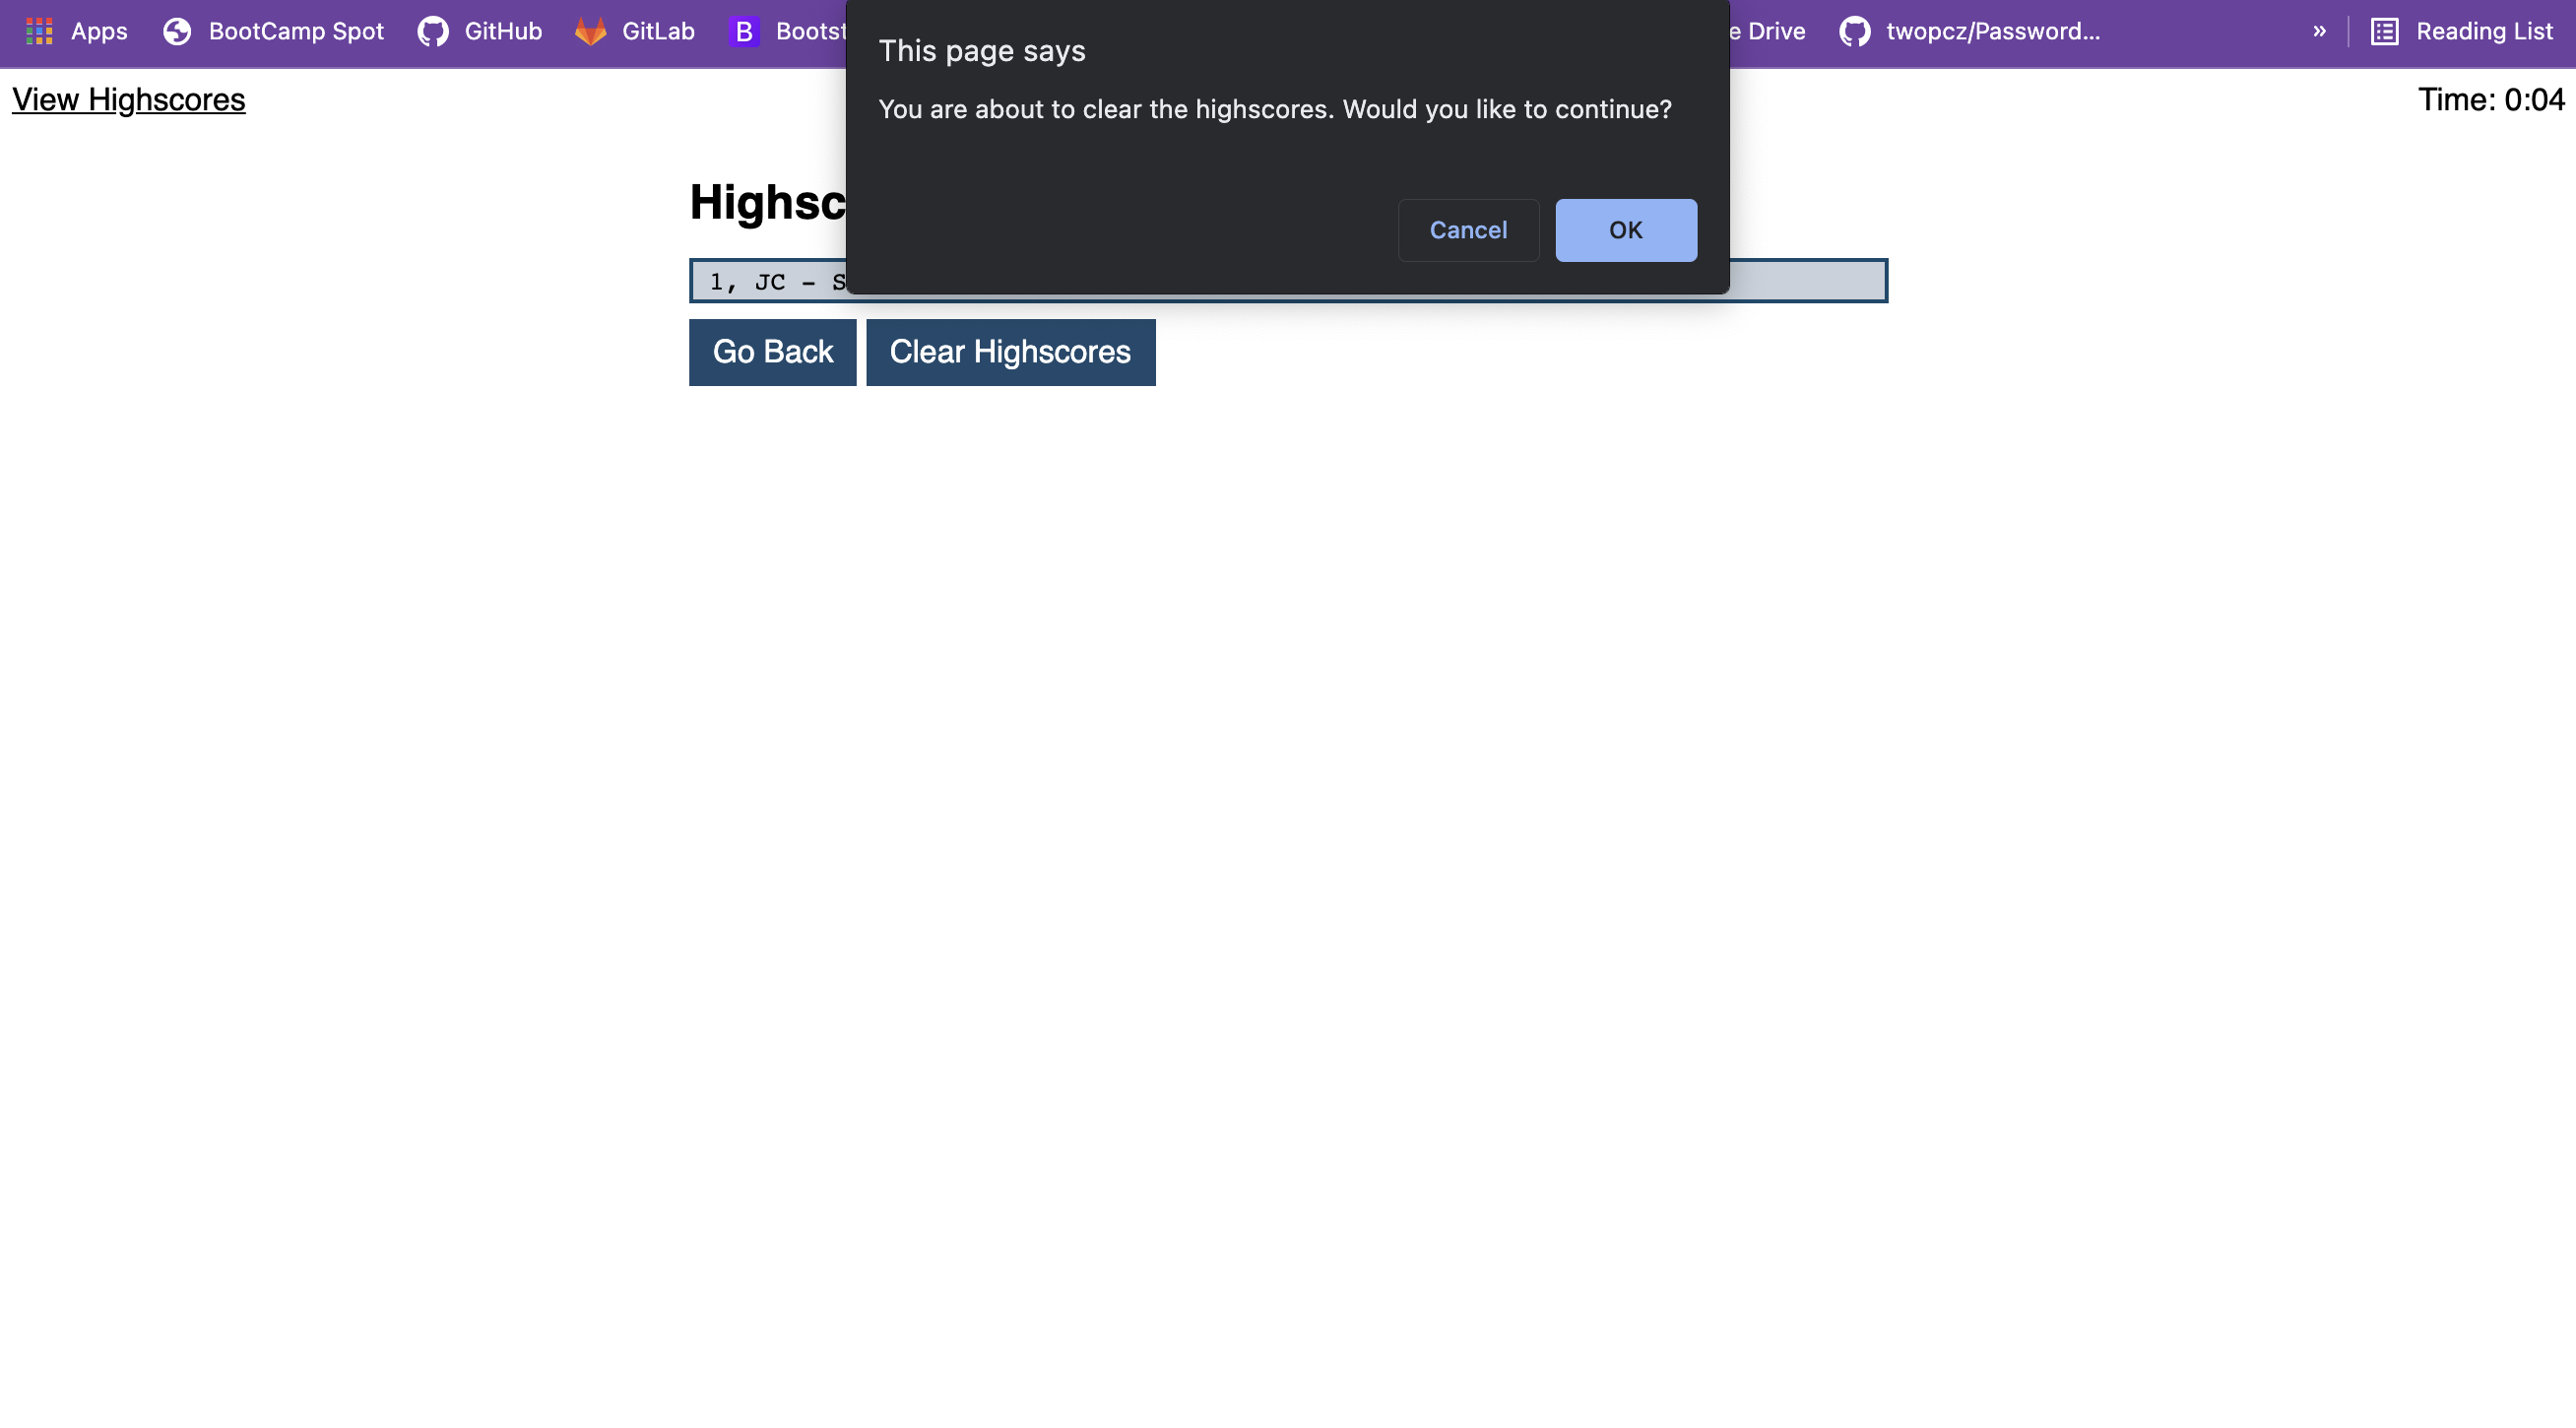 Apps BootCamp Spot GitHub GitLab B Bootst e Drive twopcz/Password... » Reading List
This page says
You are about to clear the highscores. Would you like to continue?
Cancel OK
View Highscores Time: 0:04
Highsc
1, JC - S
Go Back Clear Highscores